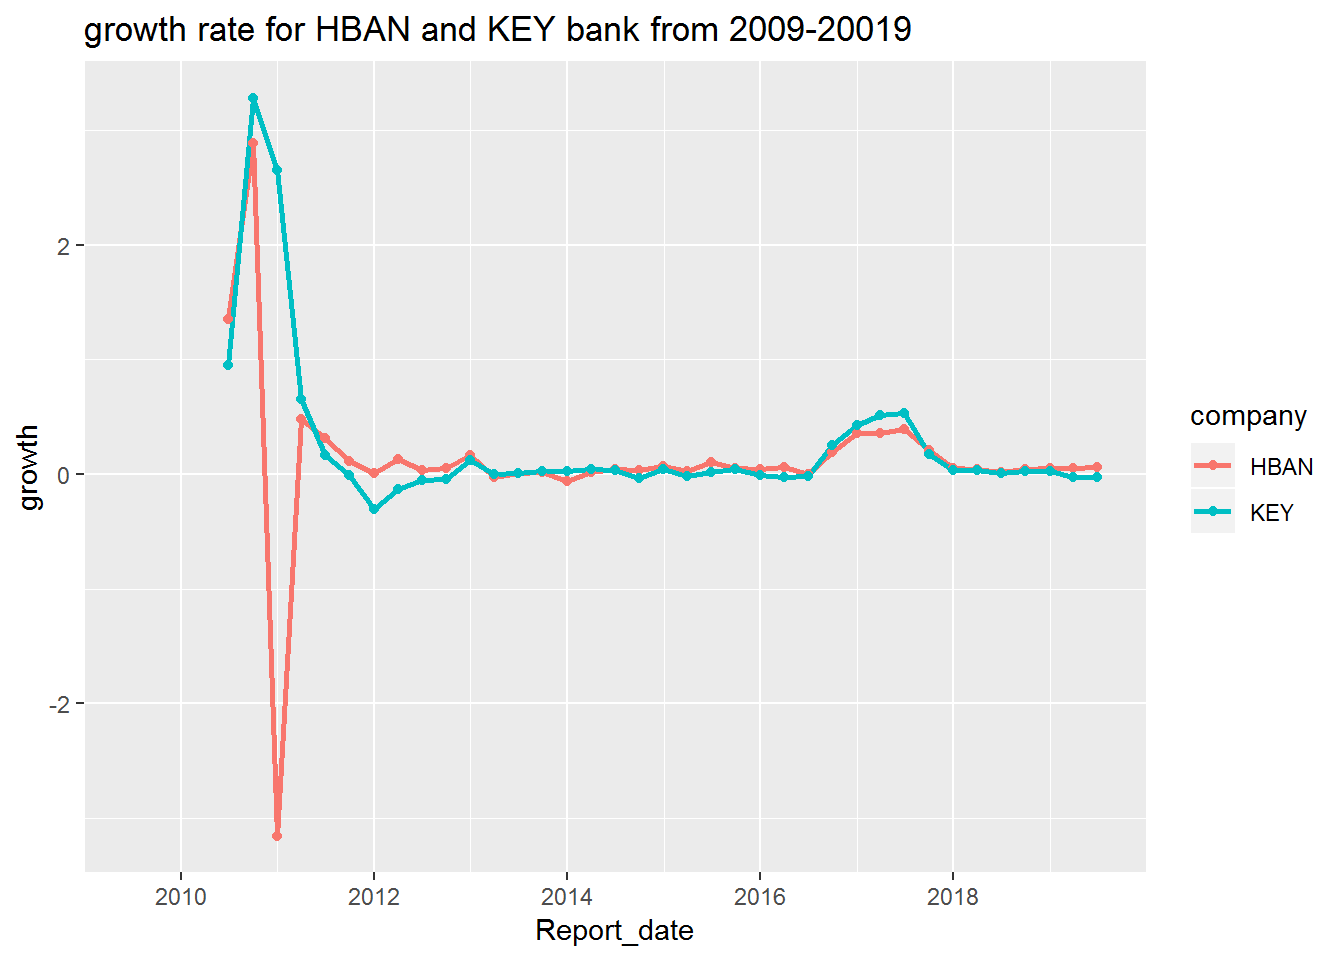 growth rate for HBAN and KEY bank from 2009-20019
growth
2
0
-2
2010
2012
2014
2016
2018
Report_date
company
HBAN
KEY